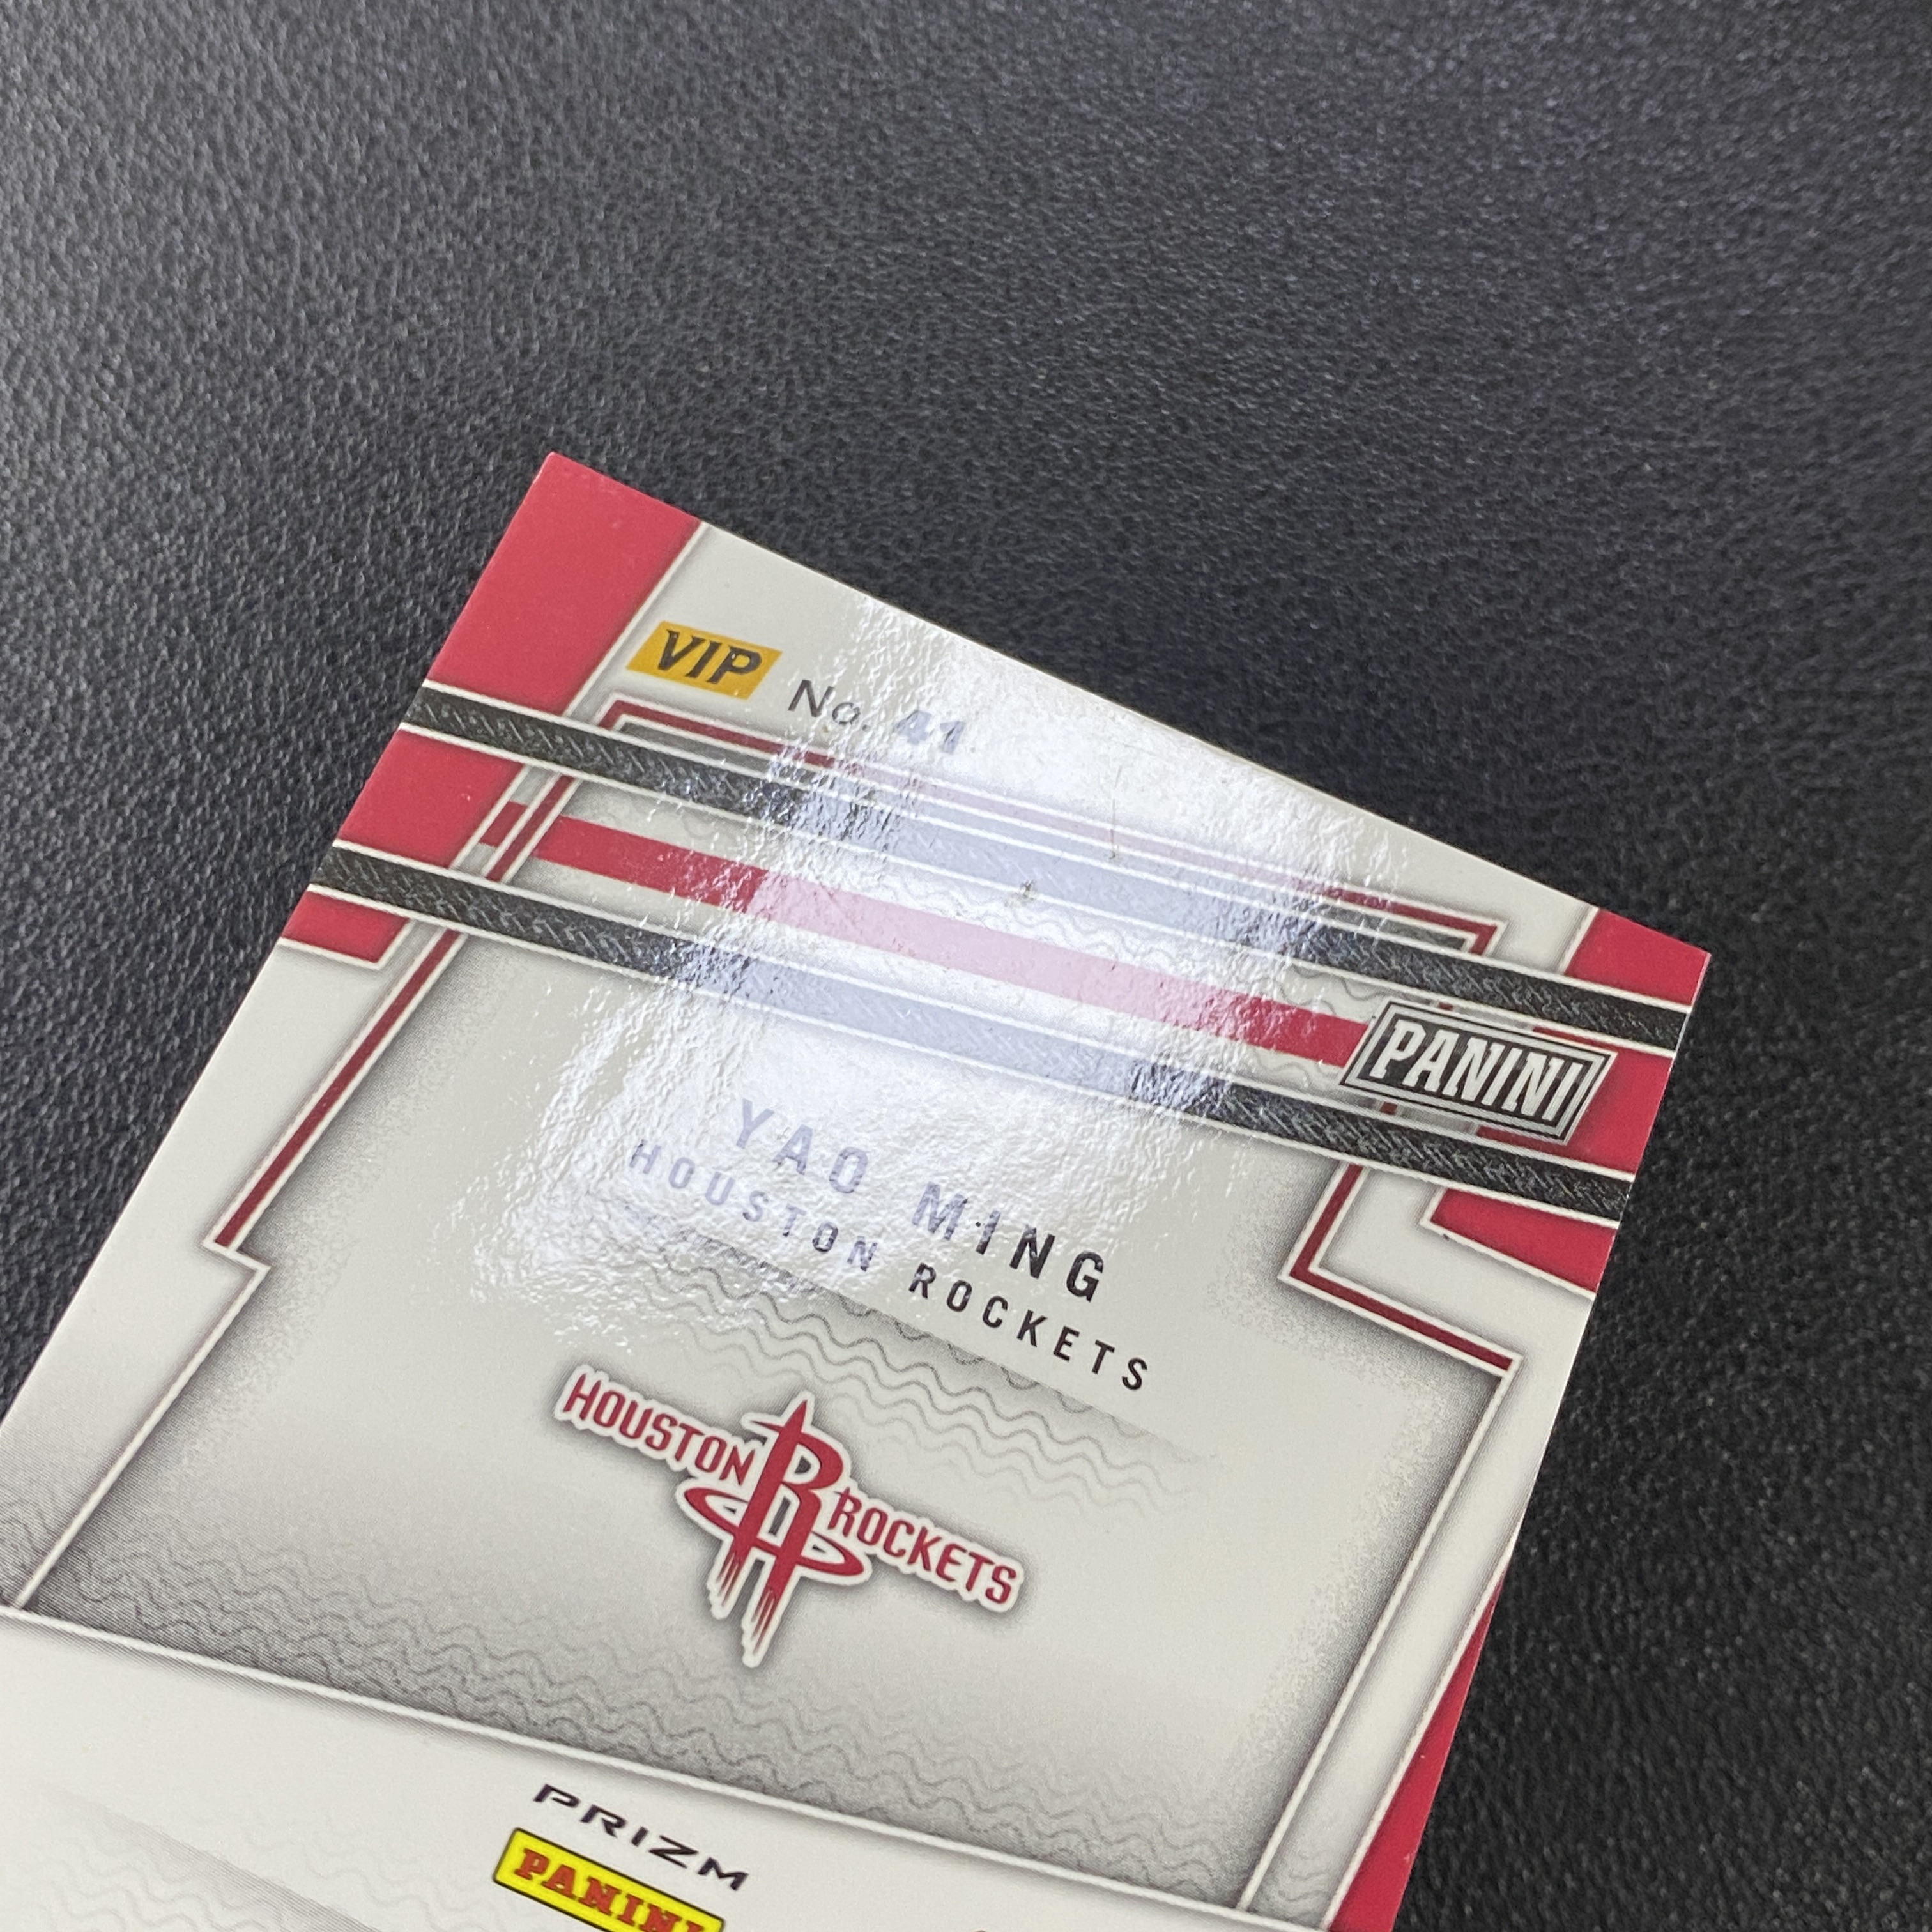 VIP No. 41
PANINI
YAO MING
HOUSTON ROCKETS
HOUSTON R ROCKETS
PRIZM
PANINI